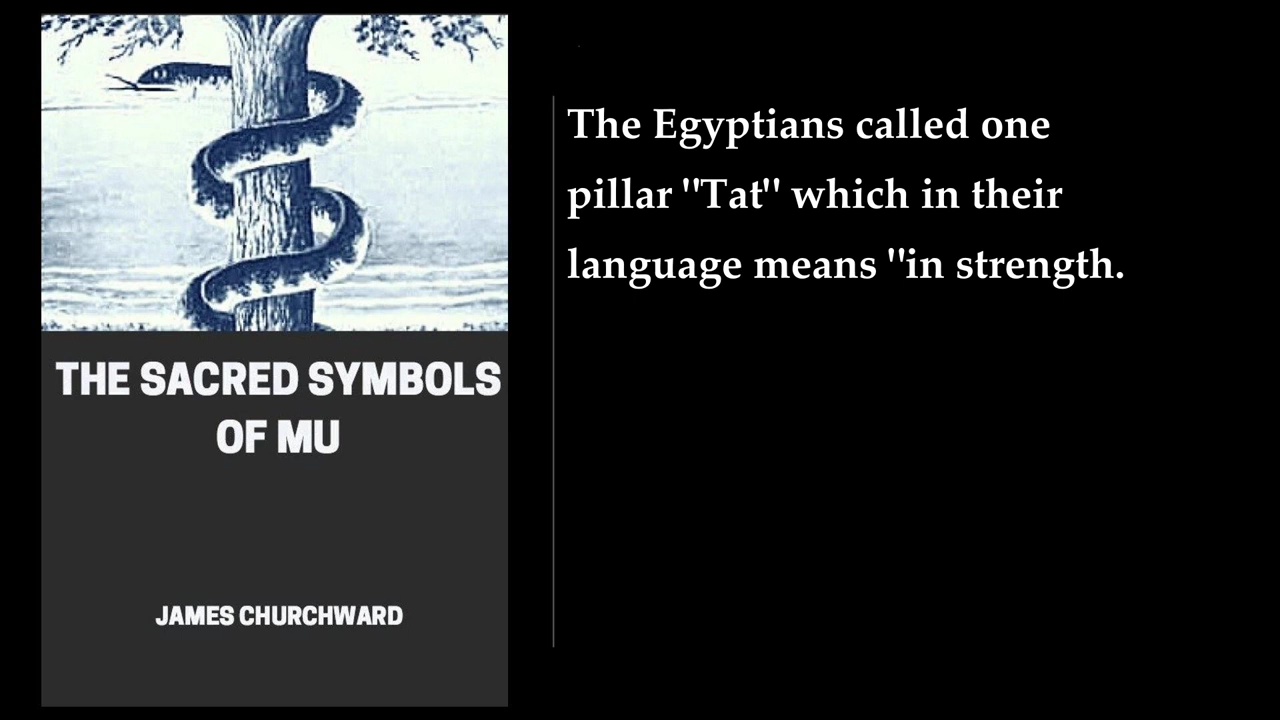 THE SACRED SYMBOLS
OF MU
JAMES CHURCHWARD
The Egyptians called one
pillar "Tat" which in their
language means "in strength.